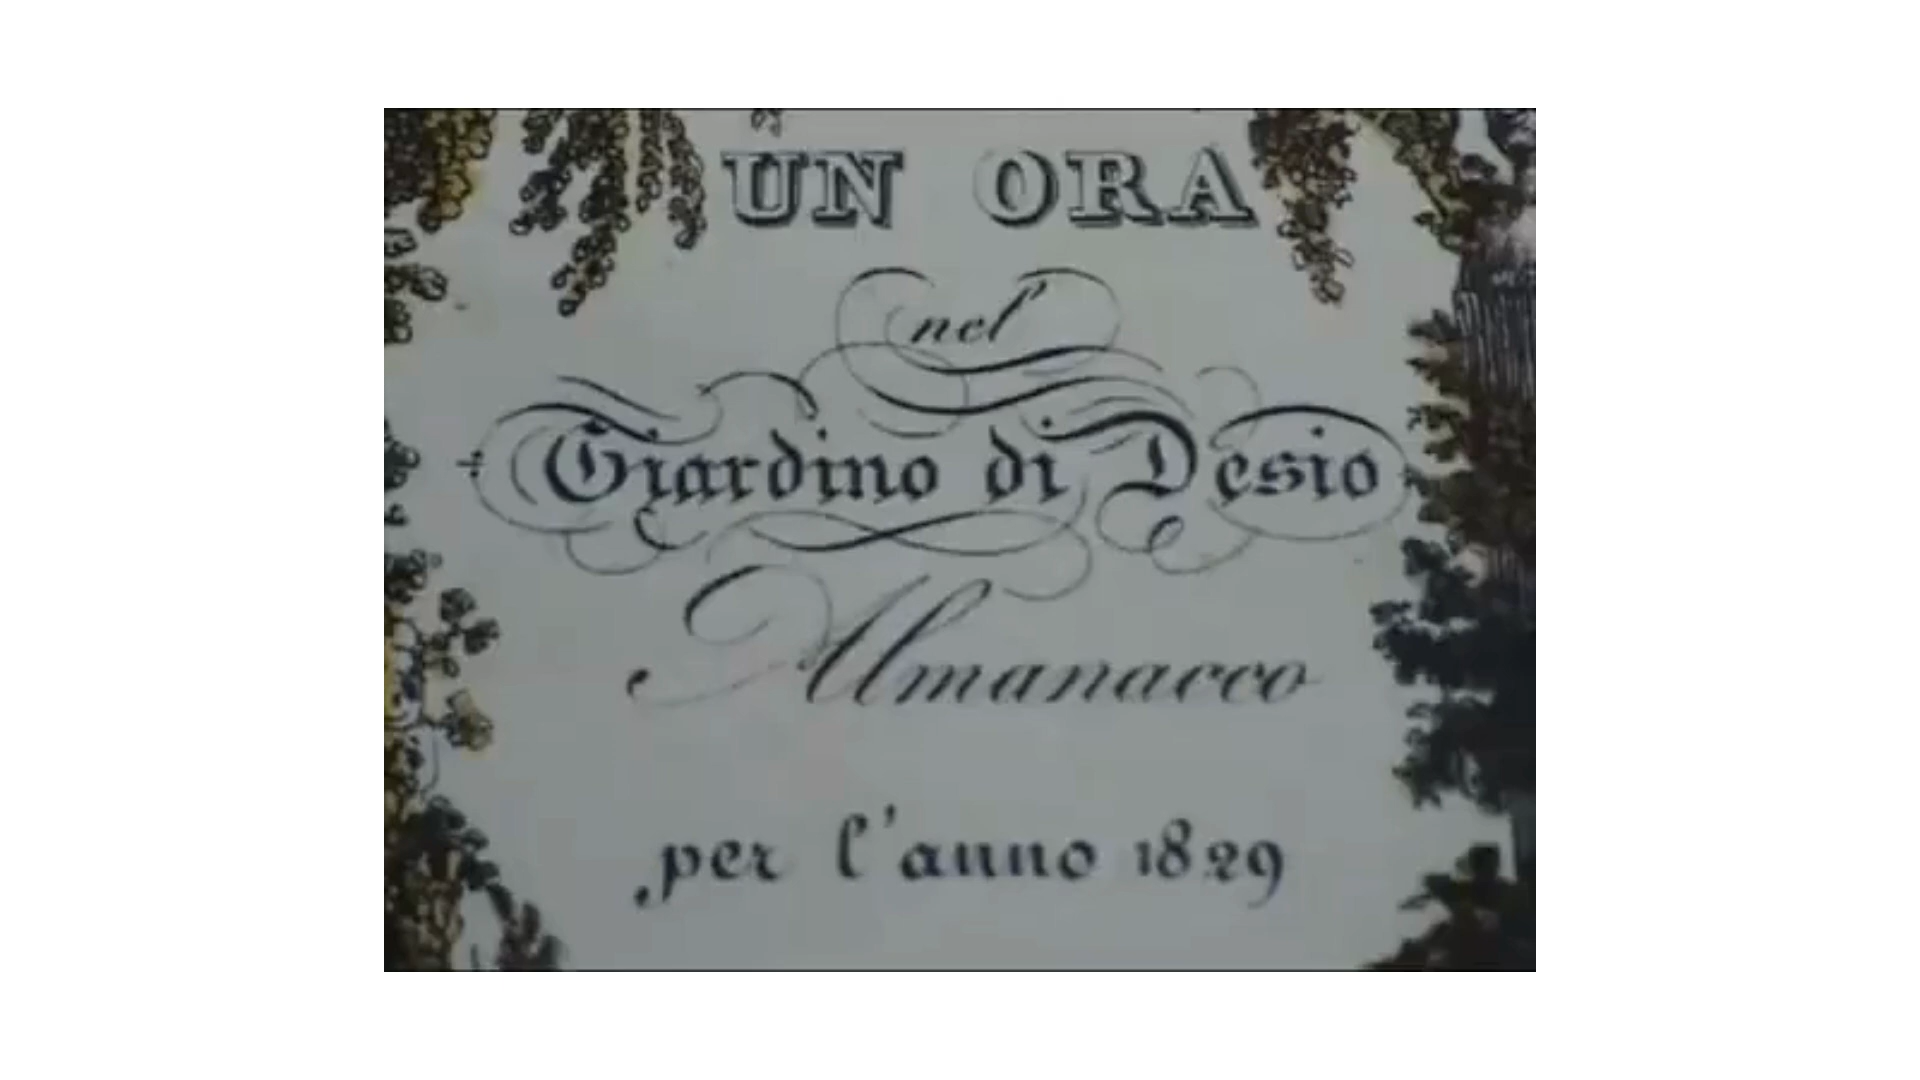 UN ORA
nel
Giardino di Desio
Almanacco
per l'anno 1829